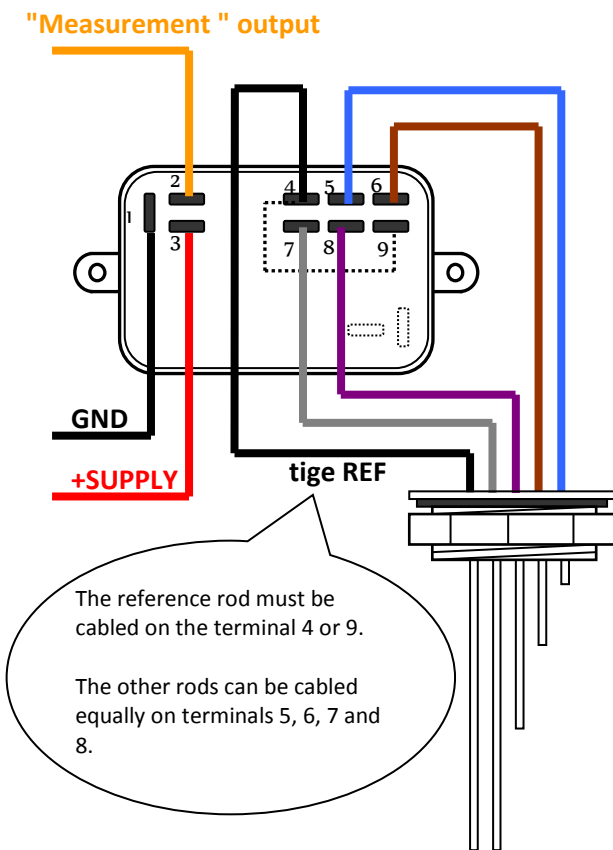 "Measurement " output
2
4 5 6
1
3
7 8 9
GND
+SUPPLY
tige REF
The reference rod must be
cabled on the terminal 4 or 9.
The other rods can be cabled
equally on terminals 5, 6, 7 and
8.